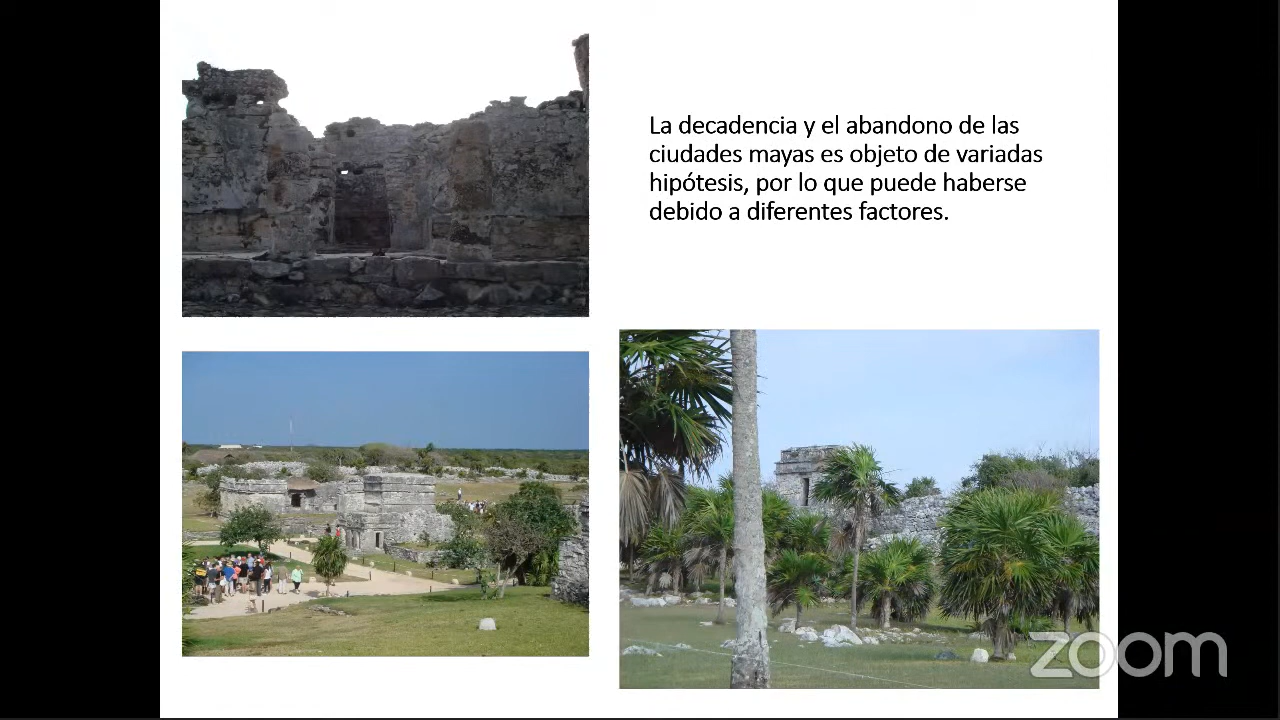 La decadencia y el abandono de las
ciudades mayas es objeto de variadas
hipótesis, por lo que puede haberse
debido a diferentes factores.
zoom